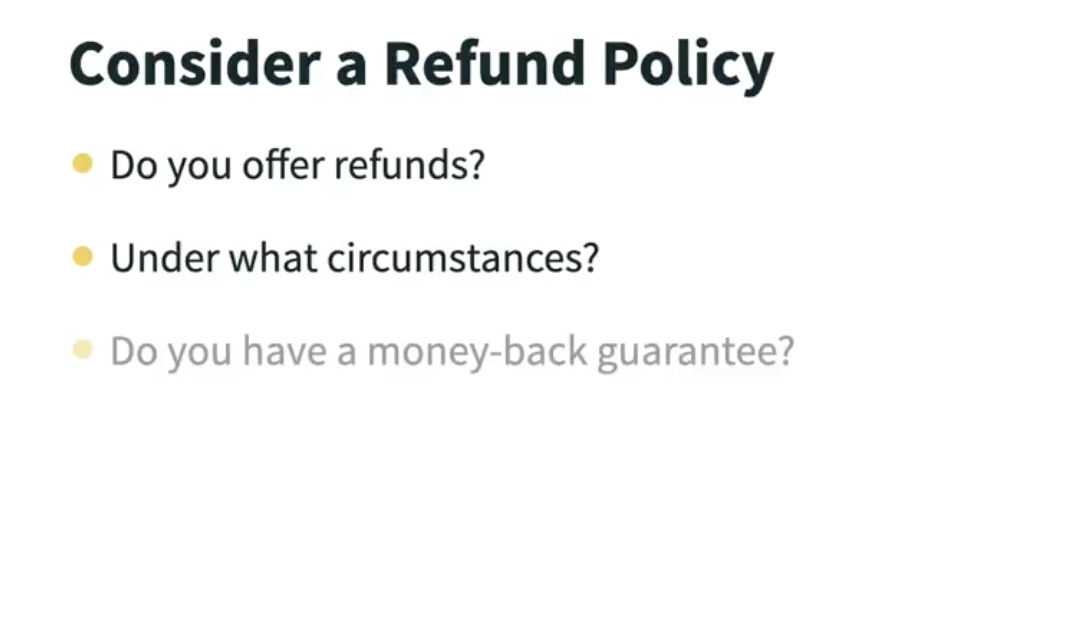 Consider a Refund Policy
Do you offer refunds?
Under what circumstances?
Do you have a money-back guarantee?